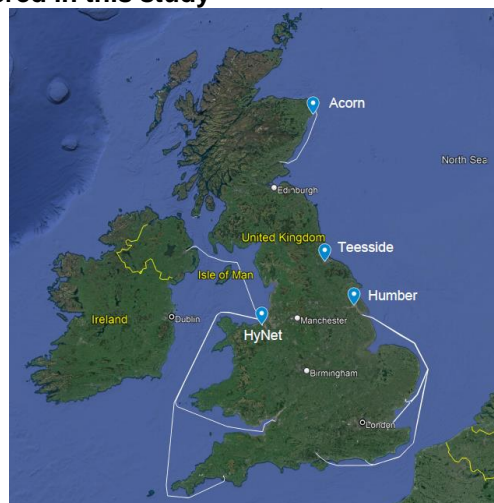 ered in this study
Acorn
North Sea
Edinburgh
United Kingdom
Teesside
Isle of Man
Humber
Ireland
Dublin
Manchester
HyNet
Birmingham
London